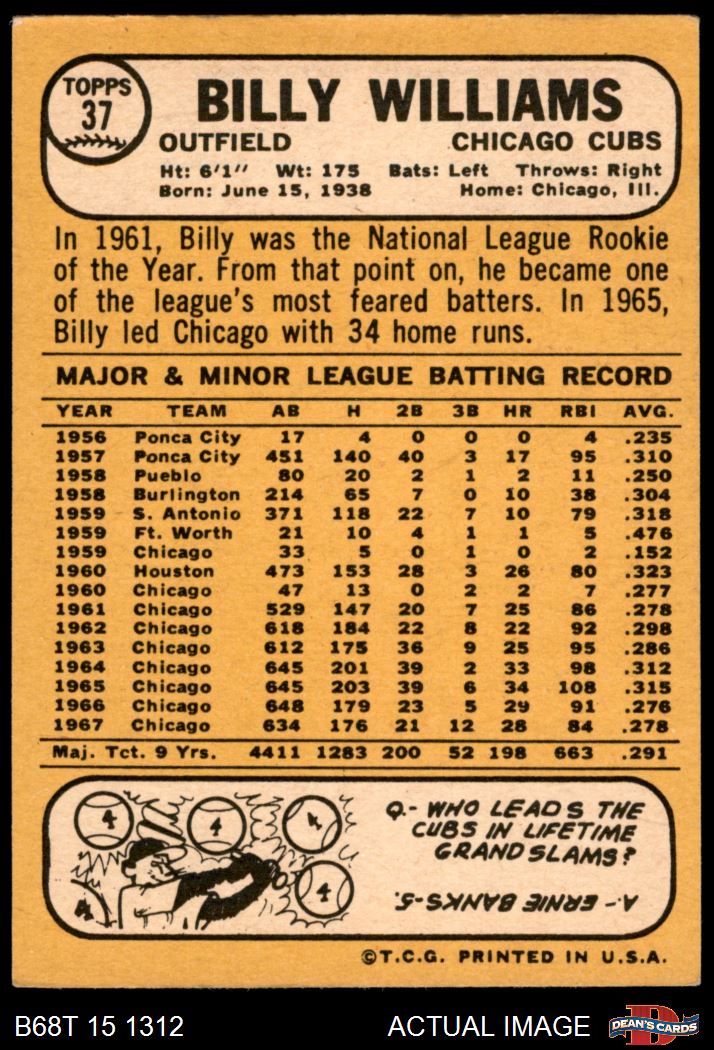 TOPPS
37
BILLY WILLIAMS
OUTFIELD CHICAGO CUBS
Ht: 6'1" Wt: 175 Bats: Left Throws: Right
Born: June 15, 1938 Home: Chicago, Ill.
In 1961, Billy was the National League Rookie
of the Year. From that point on, he became one
of the league's most feared batters. In 1965,
Billy led Chicago with 34 home runs.
MAJOR & MINOR LEAGUE BATTING RECORD
YEAR TEAM AB H 2B 3B HR RBI AVG.
1956 Ponca City 17 4 0 0 0 4 .235
1957 Ponca City 451 140 40 3 17 95 .310
1958 Pueblo 80 20 2 1 2 11 .250
1958 Burlington 214 65 7 0 10 38 .304
1959 S. Antonio 371 118 22 7 10 79 .318
1959 Ft. Worth 21 10 4 1 1 5 .476
1959 Chicago 33 5 0 1 0 2 .152
1960 Houston 473 153 28 3 26 80 .323
1960 Chicago 47 13 0 2 2 7 .277
1961 Chicago 529 147 20 7 25 86 .278
1962 Chicago 618 184 22 8 22 92 .298
1963 Chicago 612 175 36 9 25 95 .286
1964 Chicago 645 201 39 2 33 98 .312
1965 Chicago 645 203 39 6 34 108 .315
1966 Chicago 648 179 23 5 29 91 .276
1967 Chicago 634 176 21 12 28 84 .278
Maj. Tct. 9 Yrs. 4411 1283 200 52 198 663 .291
4 4 4 4 4
Q.- WHO LEADS THE
CUBS IN LIFETIME
GRAND SLAMS?
A.- ERNIE BANKS-5.
©T.C.G. PRINTED IN U.S.A.
B68T 15 1312 ACTUAL IMAGE DEAN'S CARDS